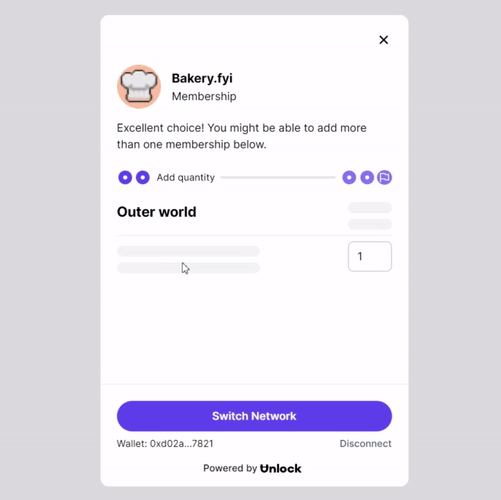 Bakery.fyi
Membership
Excellent choice! You might be able to add more
than one membership below.
Add quantity
Outer world
1
Switch Network
Wallet: 0xd02a...7821 Disconnect
Powered by Unlock